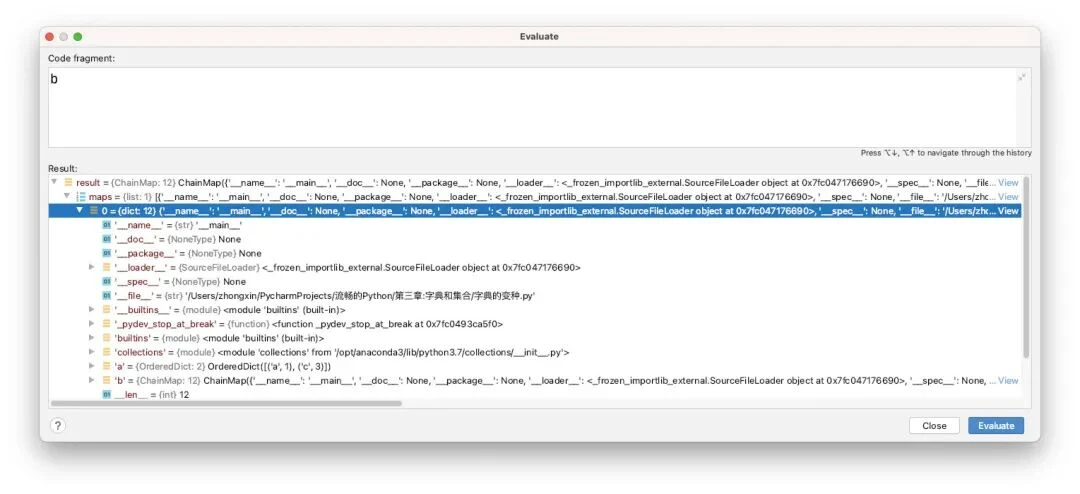 Evaluate
Code fragment:
b
Press ⌥↓, ⌥↑ to navigate through the history
Result:
result = {ChainMap: 12} ChainMap({'__name__': '__main__', '__doc__': None, '__package__': None, '__loader__': <_frozen_importlib_external.SourceFileLoader object at 0x7fc047176690>, '__spec__': None, '__file... View
maps = {list: 1} [{'__name__': '__main__', '__doc__': None, '__package__': None, '__loader__': <_frozen_importlib_external.SourceFileLoader object at 0x7fc047176690>, '__spec__': None, '__file__': '/Users/zh... View
0 = {dict: 12} {'__name__': '__main__', '__doc__': None, '__package__': None, '__loader__': <_frozen_importlib_external.SourceFileLoader object at 0x7fc047176690>, '__spec__': None, '__file__': '/Users/zho... View
01 '__name__' = {str} '__main__'
01 '__doc__' = {NoneType} None
01 '__package__' = {NoneType} None
'__loader__' = {SourceFileLoader} <_frozen_importlib_external.SourceFileLoader object at 0x7fc047176690>
01 '__spec__' = {NoneType} None
01 '__file__' = {str} '/Users/zhongxin/PycharmProjects/流畅的Python/第三章:字典和集合/字典的变种.py'
'__builtins__' = {module} <module 'builtins' (built-in)>
'_pydev_stop_at_break' = {function} <function _pydev_stop_at_break at 0x7fc0493ca5f0>
'builtins' = {module} <module 'builtins' (built-in)>
'collections' = {module} <module 'collections' from '/opt/anaconda3/lib/python3.7/collections/__init__.py'>
'a' = {OrderedDict: 2} OrderedDict([('a', 1), ('c', 3)])
'b' = {ChainMap: 12} ChainMap({'__name__': '__main__', '__doc__': None, '__package__': None, '__loader__': <_frozen_importlib_external.SourceFileLoader object at 0x7fc047176690>, '__spec__': None, ... View
01 __len__ = {int} 12
?
Close
Evaluate